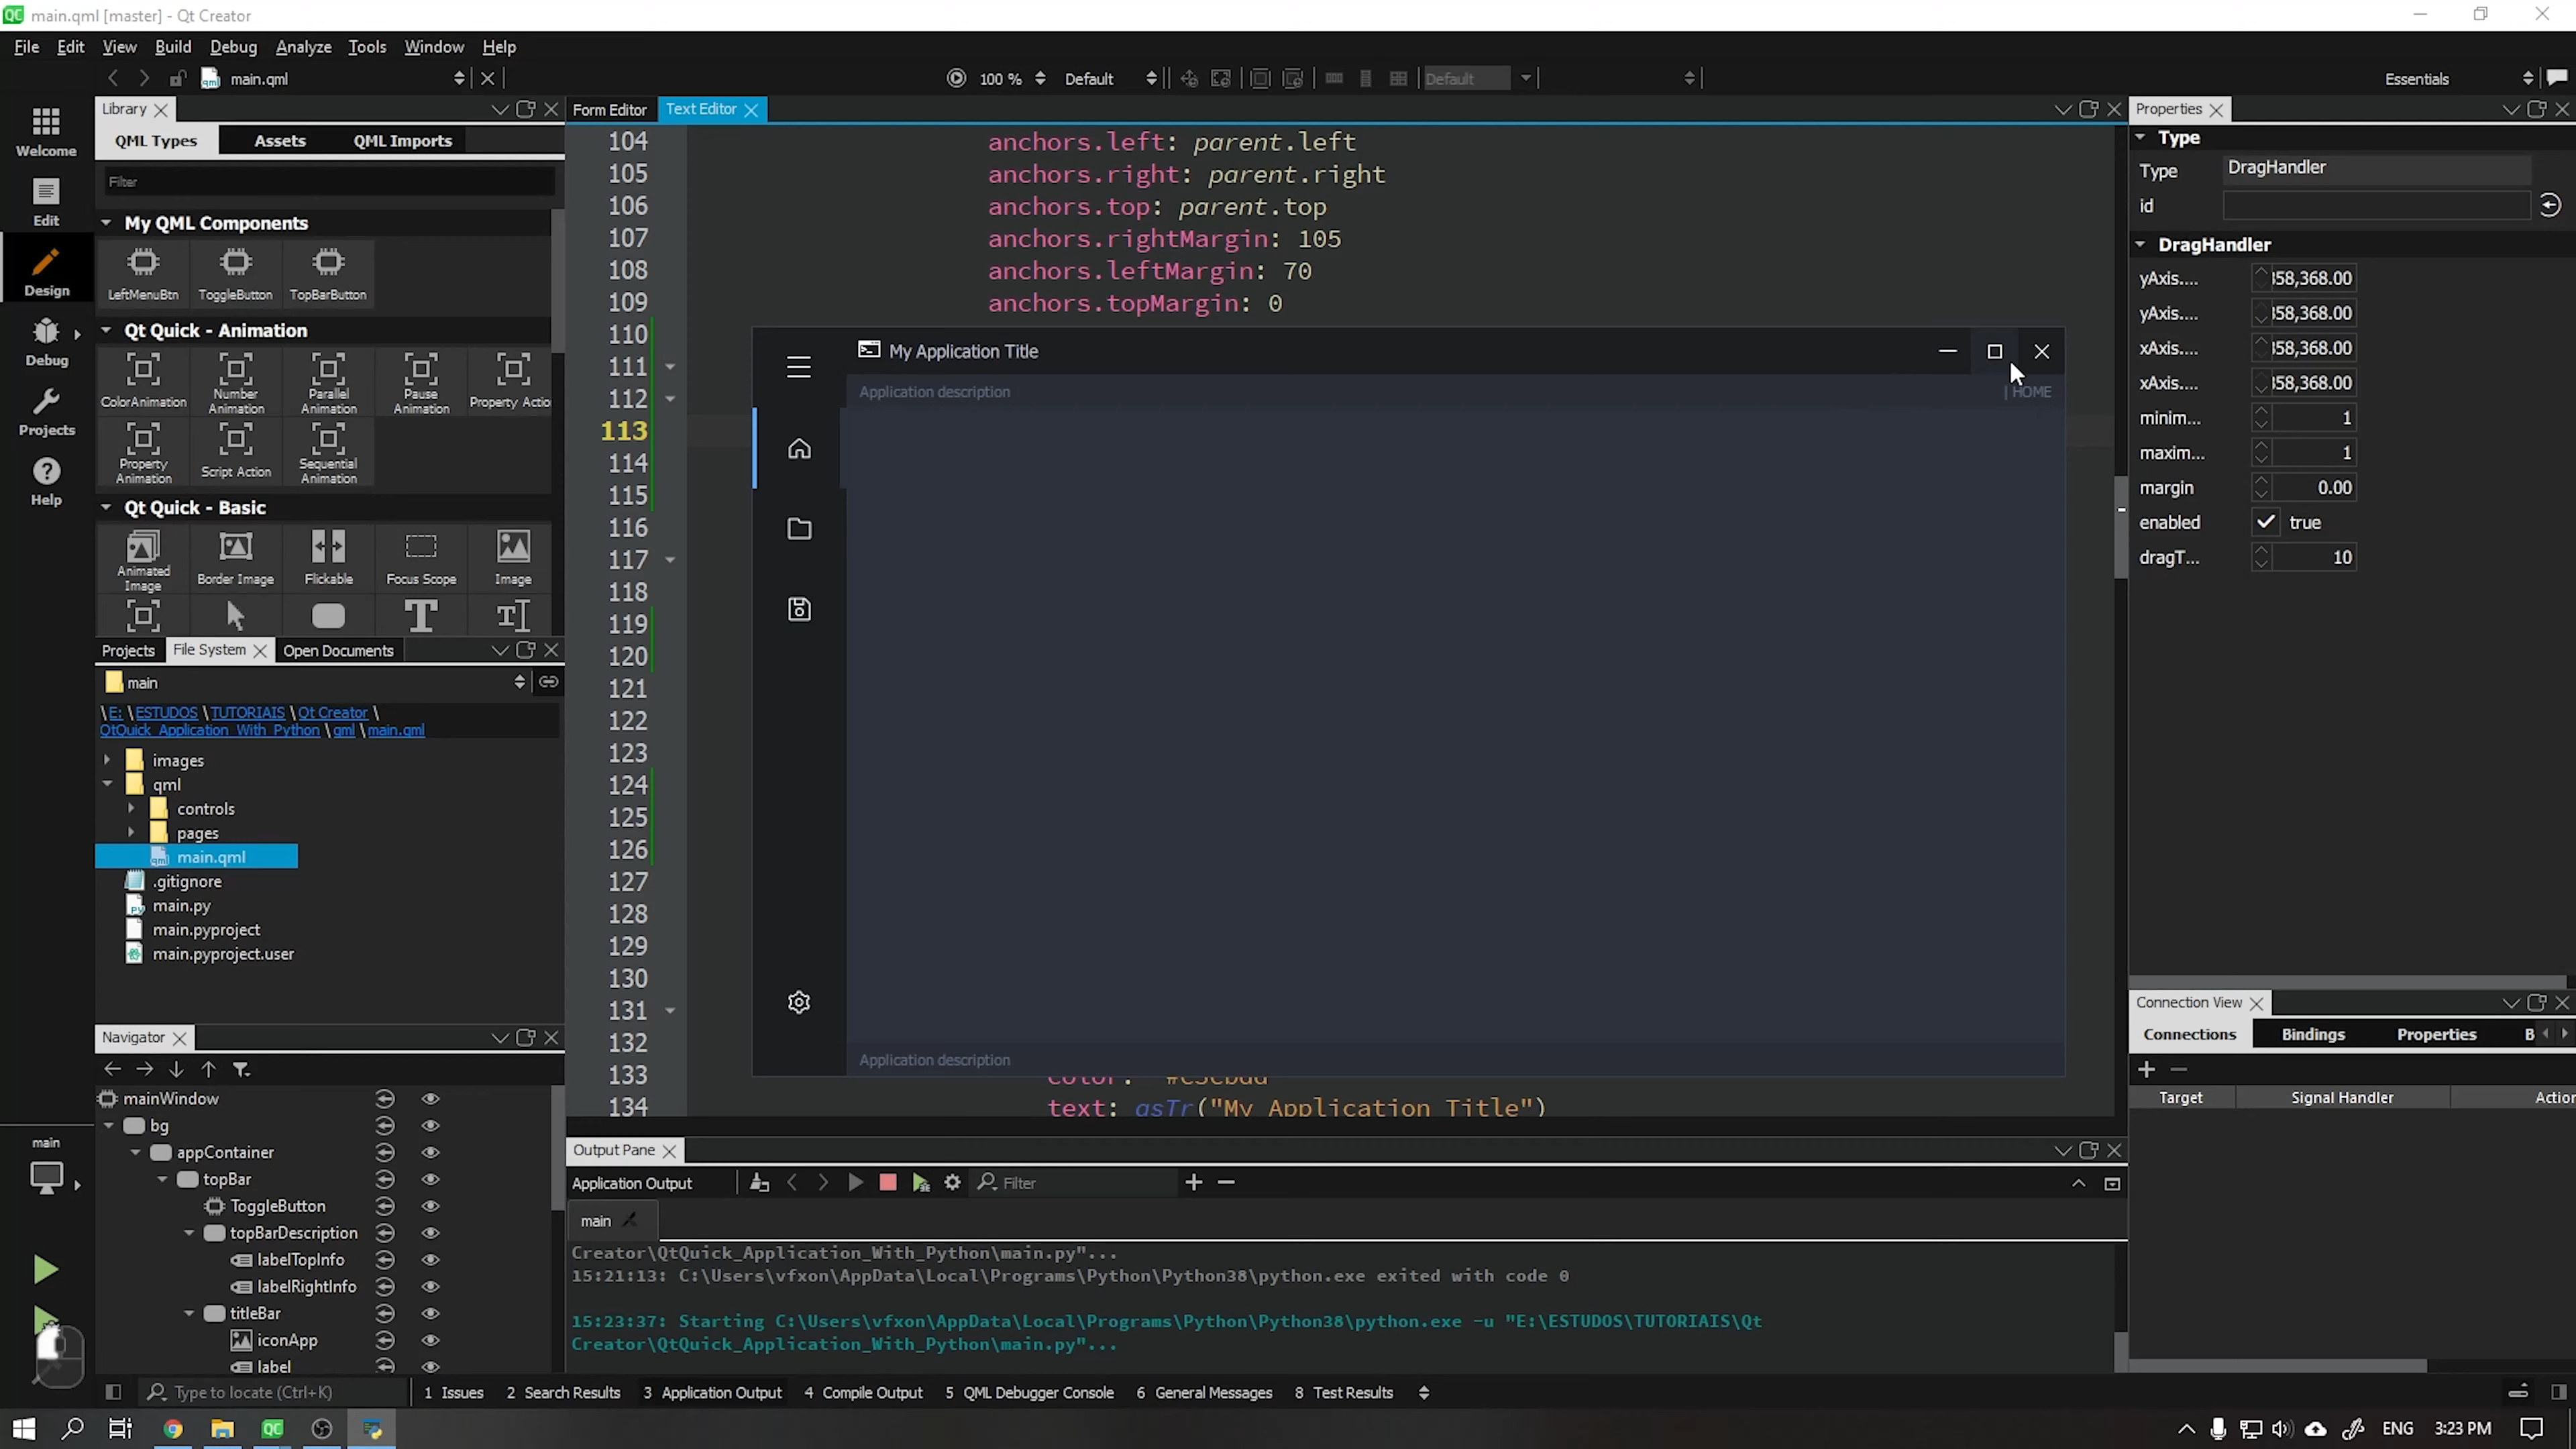 main.qml [master] - Qt Creator
File Edit View Build Debug Analyze Tools Window Help
main.qml
100 % Default Default Essentials
Library
QML Types Assets QML Imports
Filter
My QML Components
LeftMenuBtn ToggleButton TopBarButton
Qt Quick - Animation
ColorAnimation Number Animation Parallel Animation Pause Animation Property Actio
Property Animation Script Action Sequential Animation
Qt Quick - Basic
Animated Image Border Image Flickable Focus Scope Image
Welcome
Edit
Design
Debug
Projects
Help
Projects File System Open Documents
main
\E: \ESTUDOS \TUTORIAIS \Qt Creator \
QtQuick_Application_With_Python \qml \main.qml
images
qml
controls
pages
main.qml
.gitignore
main.py
main.pyproject
main.pyproject.user
Navigator
mainWindow
bg
appContainer
topBar
ToggleButton
topBarDescription
labelTopInfo
labelRightInfo
titleBar
iconApp
label
main
Form Editor Text Editor
104 anchors.left: parent.left
105 anchors.right: parent.right
106 anchors.top: parent.top
107 anchors.rightMargin: 105
108 anchors.leftMargin: 70
109 anchors.topMargin: 0
110
111
112
113
114
115
116
117
118
119
120
121
122
123
124
125
126
127
128
129
130
131
132
133 color: "#c3cbdd"
134 text: qsTr("My Application Title")
My Application Title
Application description
| HOME
Application description
Output Pane
Application Output Filter
main
Creator\QtQuick_Application_With_Python\main.py"...
15:21:13: C:\Users\vfxon\AppData\Local\Programs\Python\Python38\python.exe exited with code 0
15:23:37: Starting C:\Users\vfxon\AppData\Local\Programs\Python\Python38\python.exe -u "E:\ESTUDOS\TUTORIAIS\Qt
Creator\QtQuick_Application_With_Python\main.py"...
Properties
Type
Type DragHandler
id
DragHandler
yAxis.... 358,368.00
yAxis.... 358,368.00
xAxis.... 358,368.00
xAxis.... 358,368.00
minim... 1
maxim... 1
margin 0.00
enabled true
dragT... 10
Connection View
Connections Bindings Properties B
Target Signal Handler Action
Type to locate (Ctrl+K) 1 Issues 2 Search Results 3 Application Output 4 Compile Output 5 QML Debugger Console 6 General Messages 8 Test Results
ENG 3:23 PM